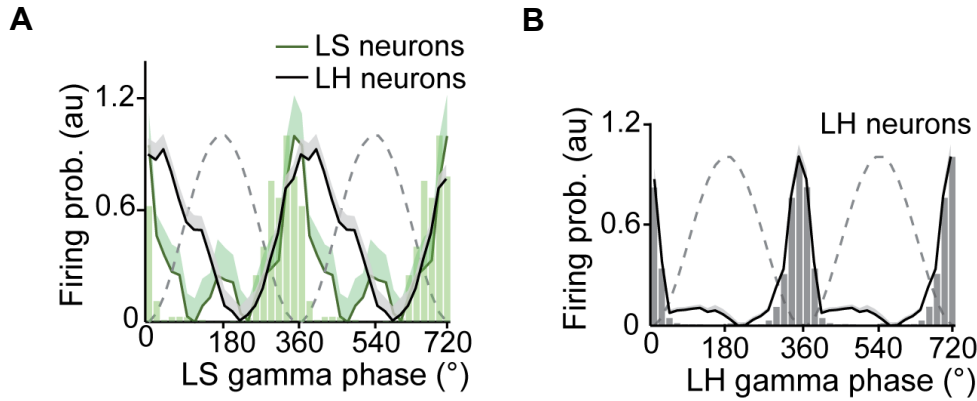 A
LS neurons
LH neurons
Firing prob. (au)
1.2
0.6
0
0 180 360 540 720
LS gamma phase (°)
B
LH neurons
Firing prob. (au)
1.2
0.6
0
0 180 360 540 720
LH gamma phase (°)